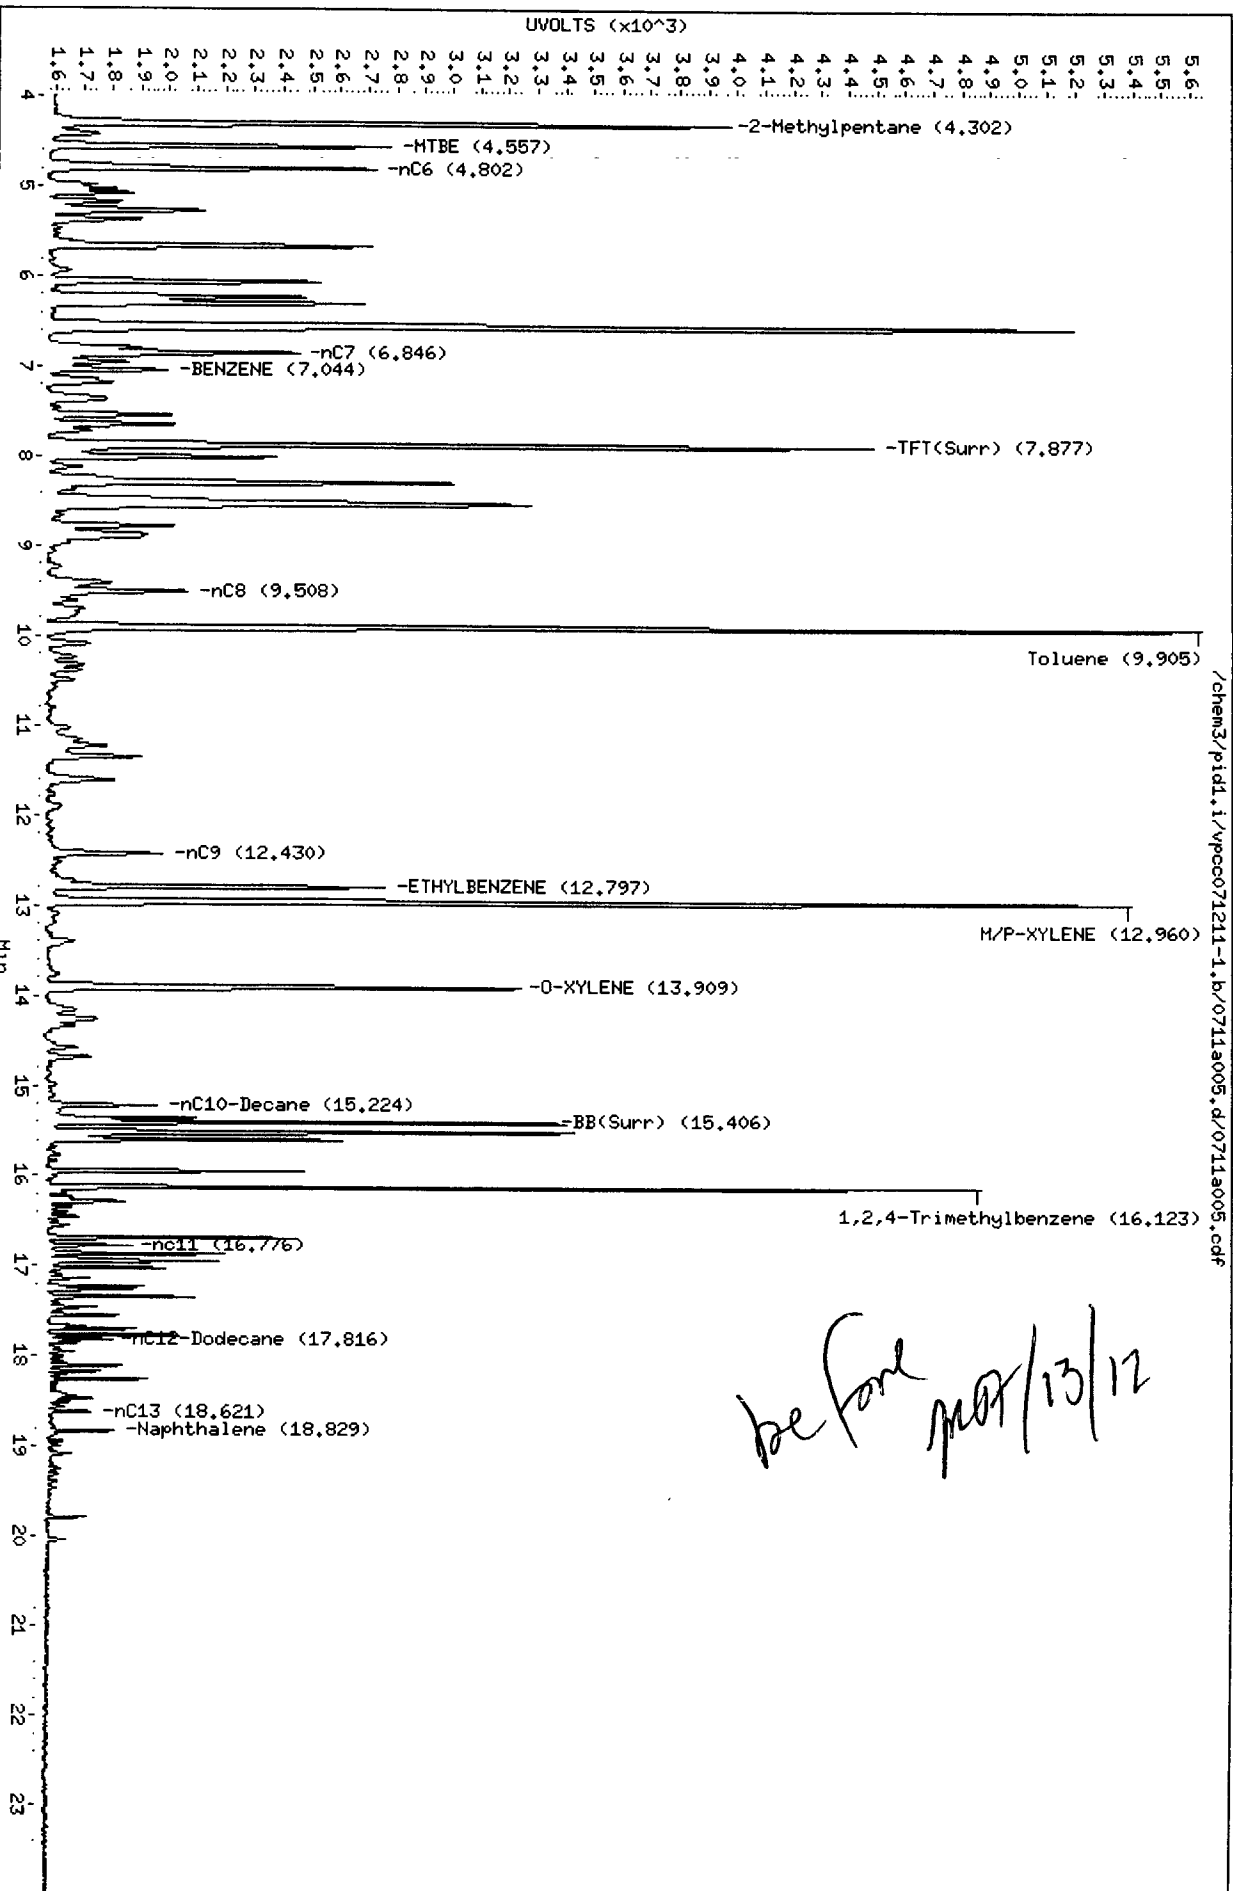 UVOLTS (x10^3)
1.6 1.7 1.8 1.9 2.0 2.1 2.2 2.3 2.4 2.5 2.6 2.7 2.8 2.9 3.0 3.1 3.2 3.3 3.4 3.5 3.6 3.7 3.8 3.9 4.0 4.1 4.2 4.3 4.4 4.5 4.6 4.7 4.8 4.9 5.0 5.1 5.2 5.3 5.4 5.5 5.6
/chem3/pid1.i/vpcc071211-1.b/0711a005.d/0711a005.cdf
-2-Methylpentane (4.302)
-MTBE (4.557)
-nC6 (4.802)
-nC7 (6.846)
-BENZENE (7.044)
-TFT(Surr) (7.877)
-nC8 (9.508)
Toluene (9.905)
-nC9 (12.430)
-ETHYLBENZENE (12.797)
M/P-XYLENE (12.960)
-O-XYLENE (13.909)
-nC10-Decane (15.224)
-BB(Surr) (15.406)
1,2,4-Trimethylbenzene (16.123)
-nc11 (16.776)
-nC12-Dodecane (17.816)
-nC13 (18.621)
-Naphthalene (18.829)
4 5 6 7 8 9 10 11 12 13 14 15 16 17 18 19 20 21 22 23
Min
before
/13/12